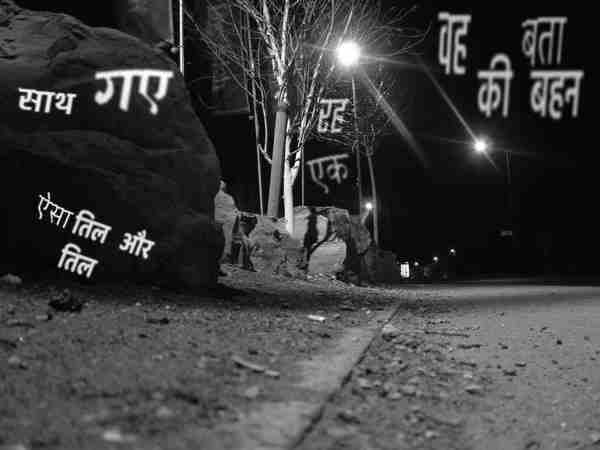 वह बता
की बहन
साथ गए
रह
एक
ऐसा तिल और
तिल